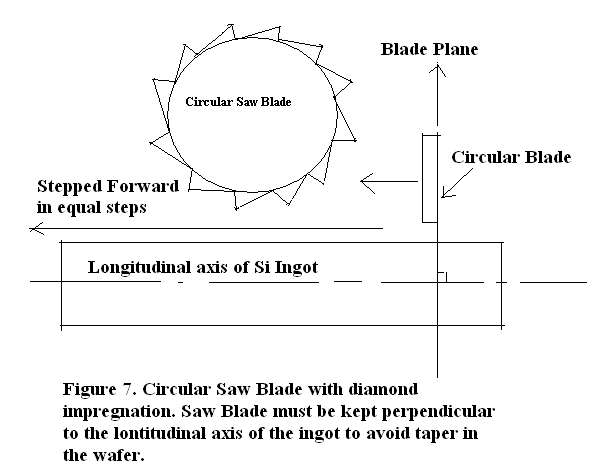 Circular Saw Blade
Blade Plane
Circular Blade
Stepped Forward
in equal steps
Longitudinal axis of Si Ingot
Figure 7. Circular Saw Blade with diamond
impregnation. Saw Blade must be kept perpendicular
to the lontitudinal axis of the ingot to avoid taper in
the wafer.